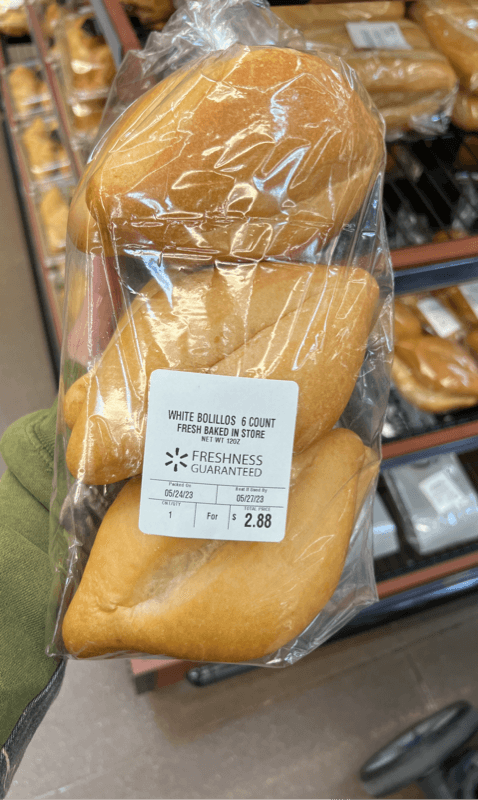 WHITE BOLILLOS 6 COUNT
FRESH BAKED IN STORE
NET WT 12OZ
FRESHNESS
GUARANTEED
Packed On
05/24/23
Best If Used By
05/27/23
QUANTITY
1
For
TOTAL PRICE
$ 2.88